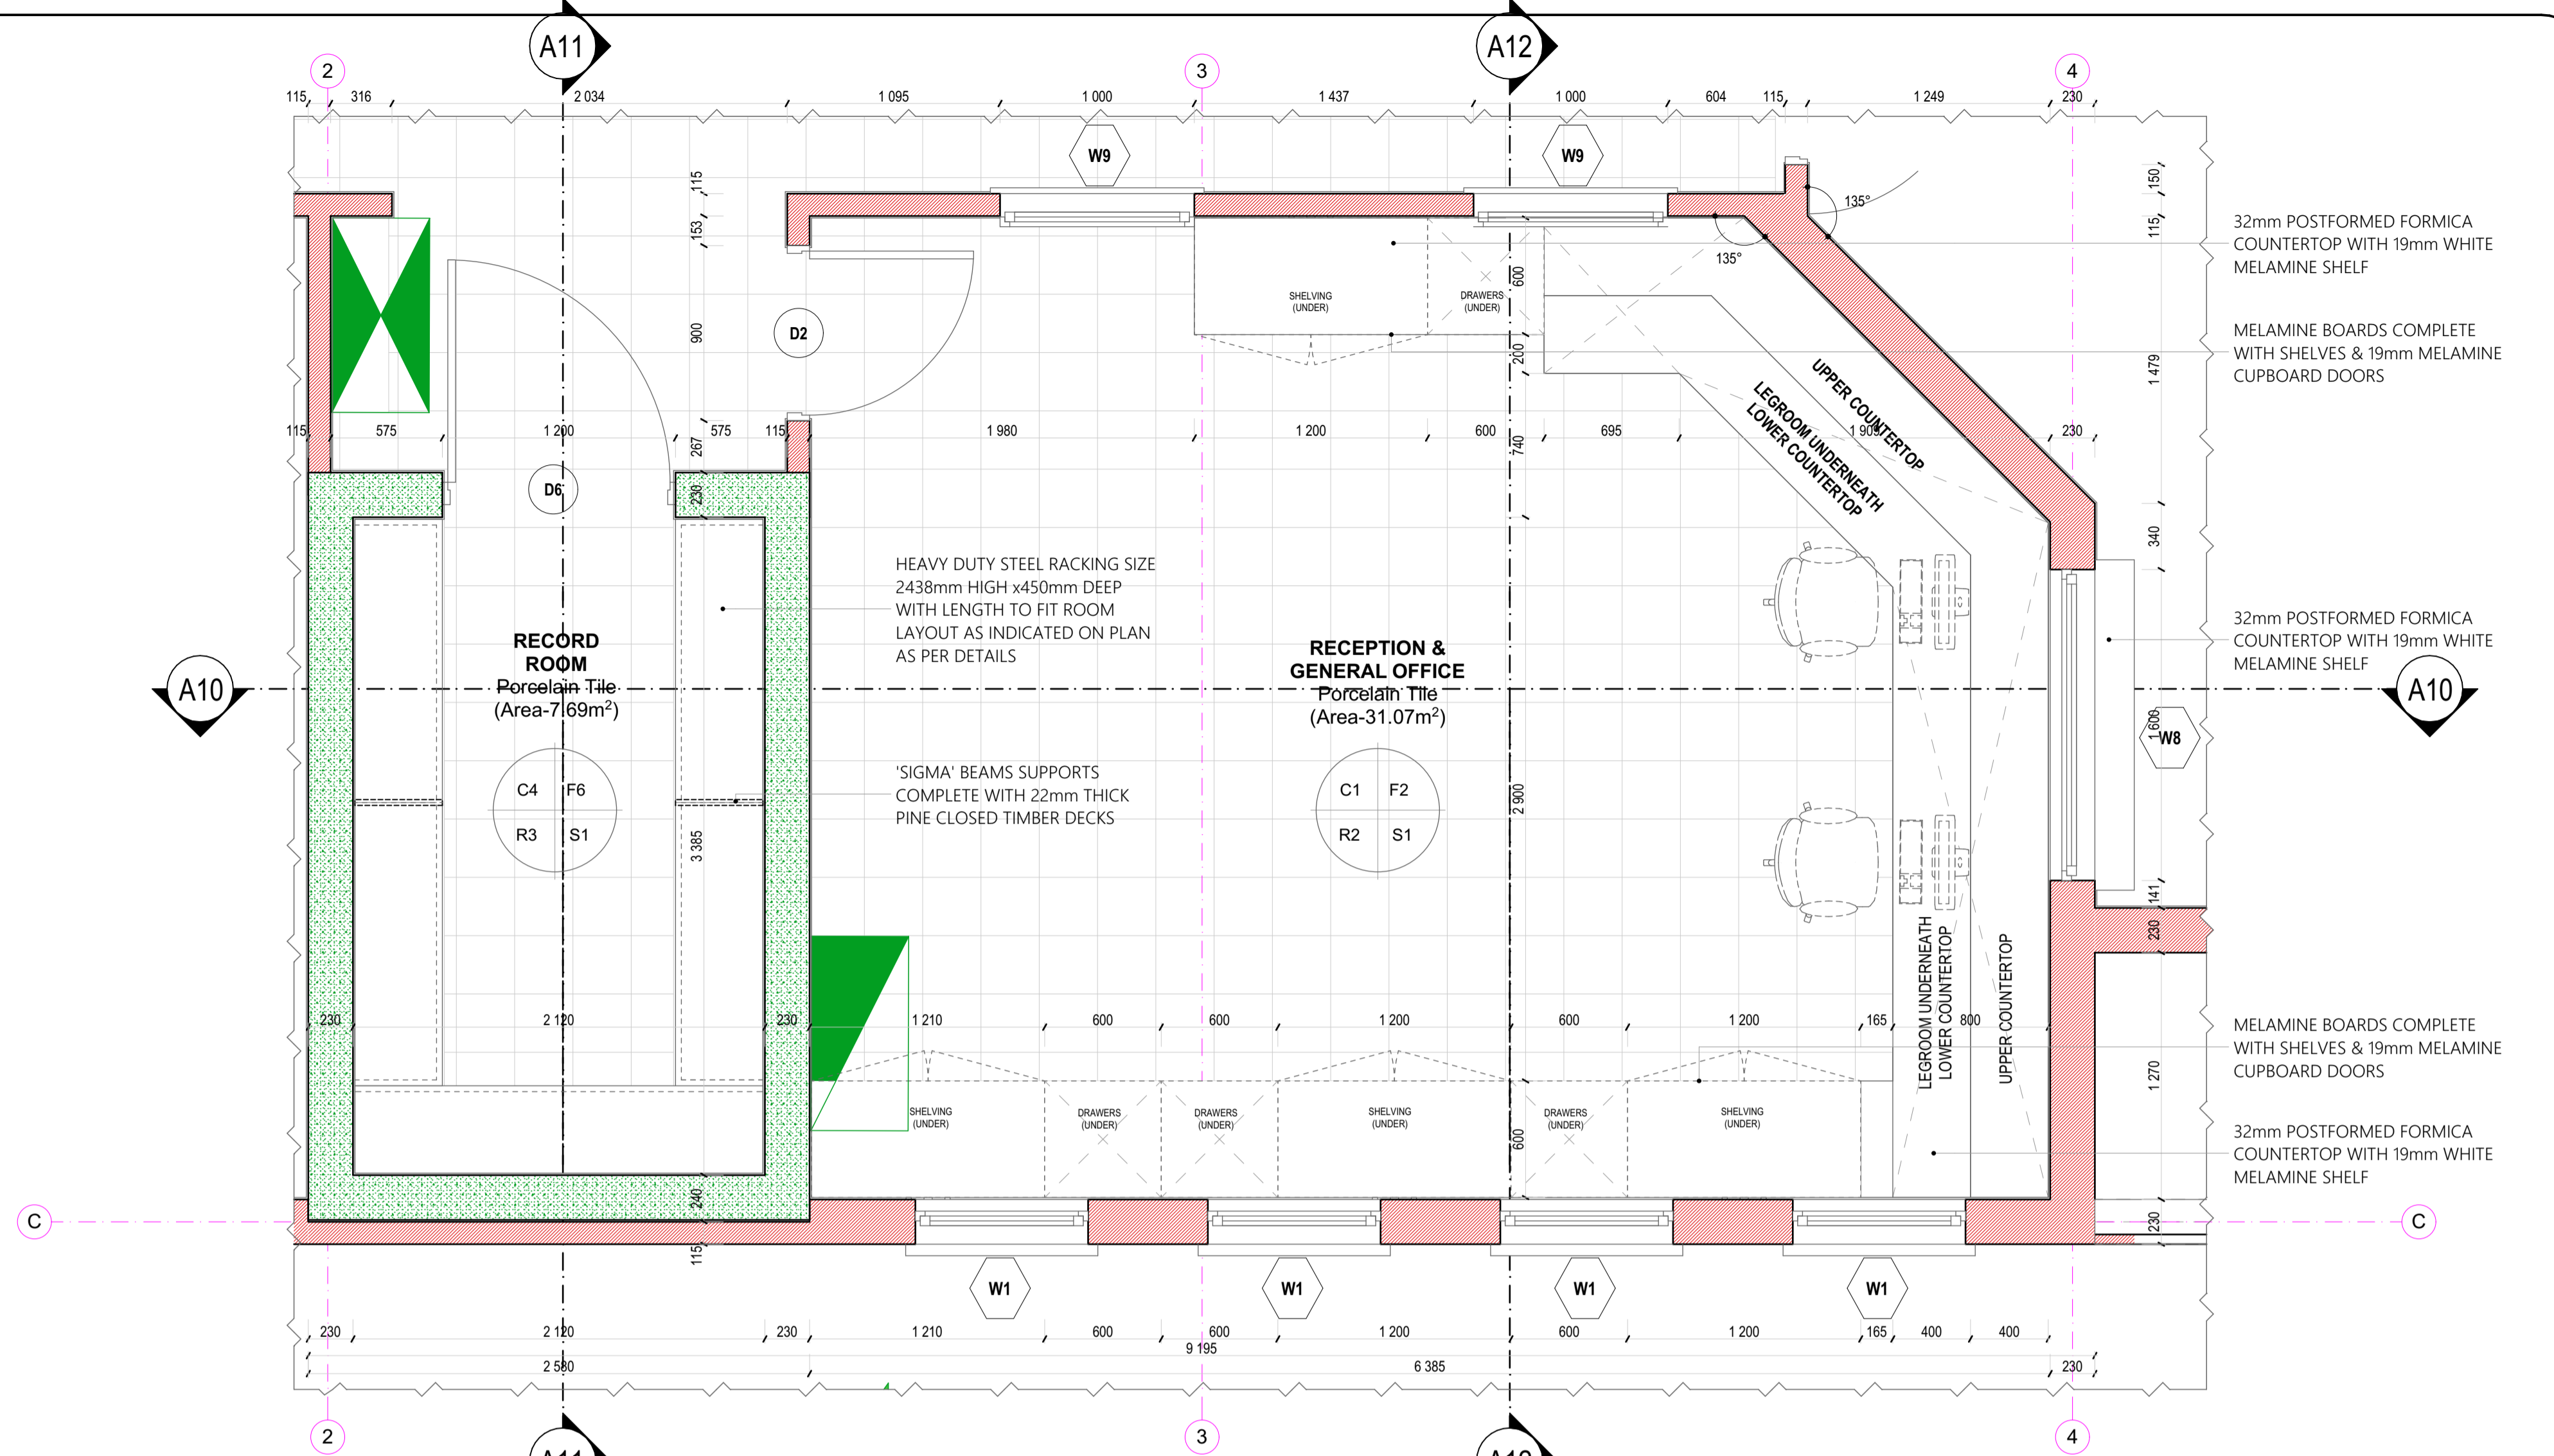 A11
A12
2
3
4
115 316 2 034 1 095 1 000 1 437 1 000 604 115 1 249 230
W9
W9
115
153
900
267
230
D2
135°
135°
150
115
1 479
340
1 600
141
230
1 270
230
32mm POSTFORMED FORMICA
COUNTERTOP WITH 19mm WHITE
MELAMINE SHELF
SHELVING
(UNDER)
DRAWERS
(UNDER)
600
200
740
2 900
600
MELAMINE BOARDS COMPLETE
WITH SHELVES & 19mm MELAMINE
CUPBOARD DOORS
UPPER COUNTERTOP
LEGROOM UNDERNEATH
LOWER COUNTERTOP
115 575 1 200 575 115 1 980 1 200 600 695 1 909 230
D6
HEAVY DUTY STEEL RACKING SIZE
2438mm HIGH x450mm DEEP
WITH LENGTH TO FIT ROOM
LAYOUT AS INDICATED ON PLAN
AS PER DETAILS
RECORD
ROOM
Porcelain Tile
(Area-7.69m²)
RECEPTION &
GENERAL OFFICE
Porcelain Tile
(Area-31.07m²)
32mm POSTFORMED FORMICA
COUNTERTOP WITH 19mm WHITE
MELAMINE SHELF
A10
A10
W8
'SIGMA' BEAMS SUPPORTS
COMPLETE WITH 22mm THICK
PINE CLOSED TIMBER DECKS
C4 F6
R3 S1
C1 F2
R2 S1
3 385
240
115
LEGROOM UNDERNEATH
LOWER COUNTERTOP
UPPER COUNTERTOP
230 2 120 230 1 210 600 600 1 200 600 1 200 165 800
MELAMINE BOARDS COMPLETE
WITH SHELVES & 19mm MELAMINE
CUPBOARD DOORS
SHELVING
(UNDER)
DRAWERS
(UNDER)
DRAWERS
(UNDER)
SHELVING
(UNDER)
DRAWERS
(UNDER)
SHELVING
(UNDER)
32mm POSTFORMED FORMICA
COUNTERTOP WITH 19mm WHITE
MELAMINE SHELF
C
C
W1
W1
W1
W1
230 2 120 230 1 210 600 600 1 200 600 1 200 165 400 400
9 195
2 580 6 385 230
2
3
4
A11